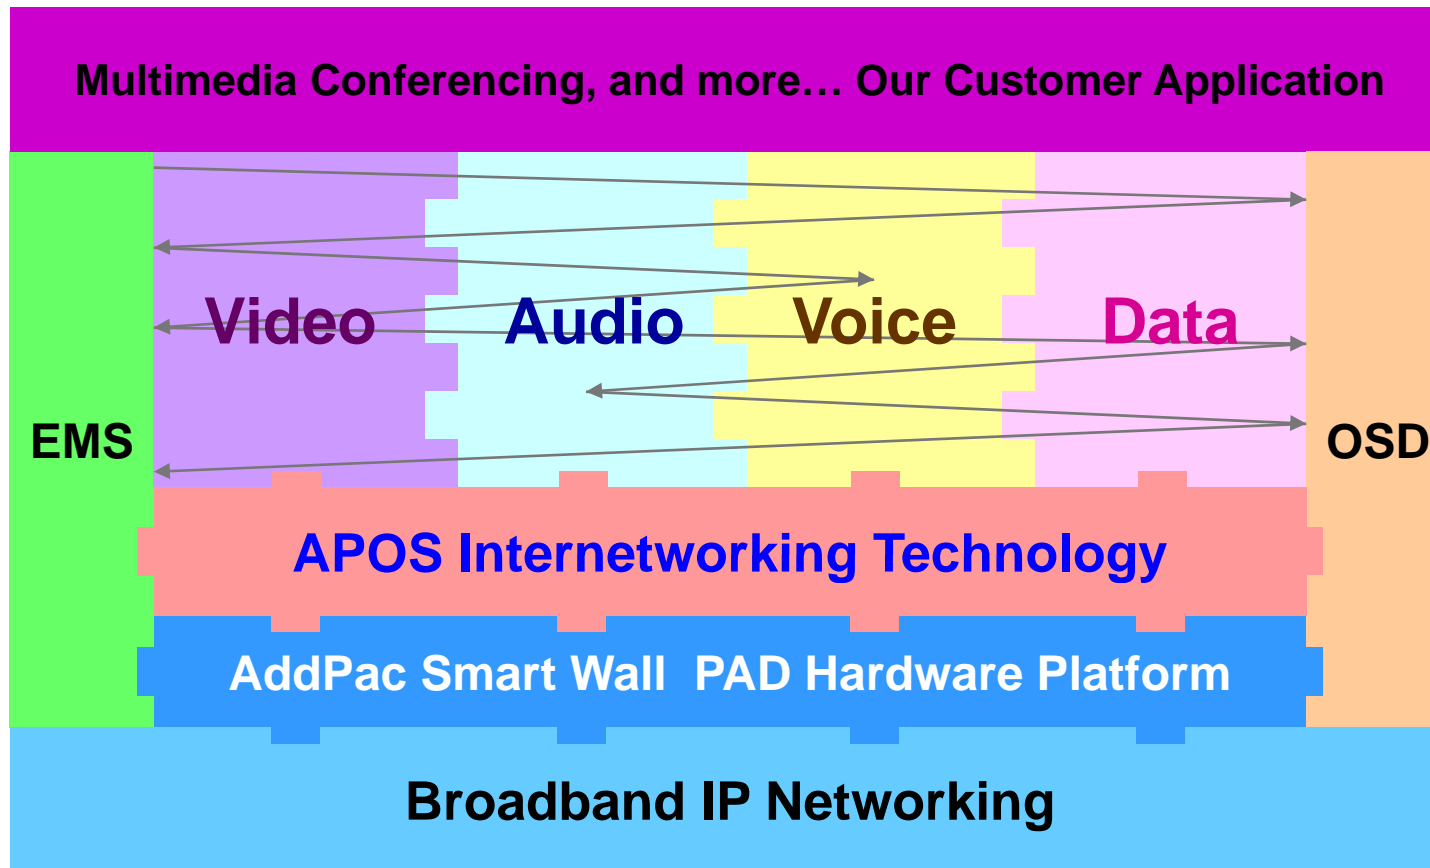 Multimedia Conferencing, and more… Our Customer Application
Video Audio Voice Data
EMS
OSD
APOS Internetworking Technology
AddPac Smart Wall  PAD Hardware Platform
Broadband IP Networking